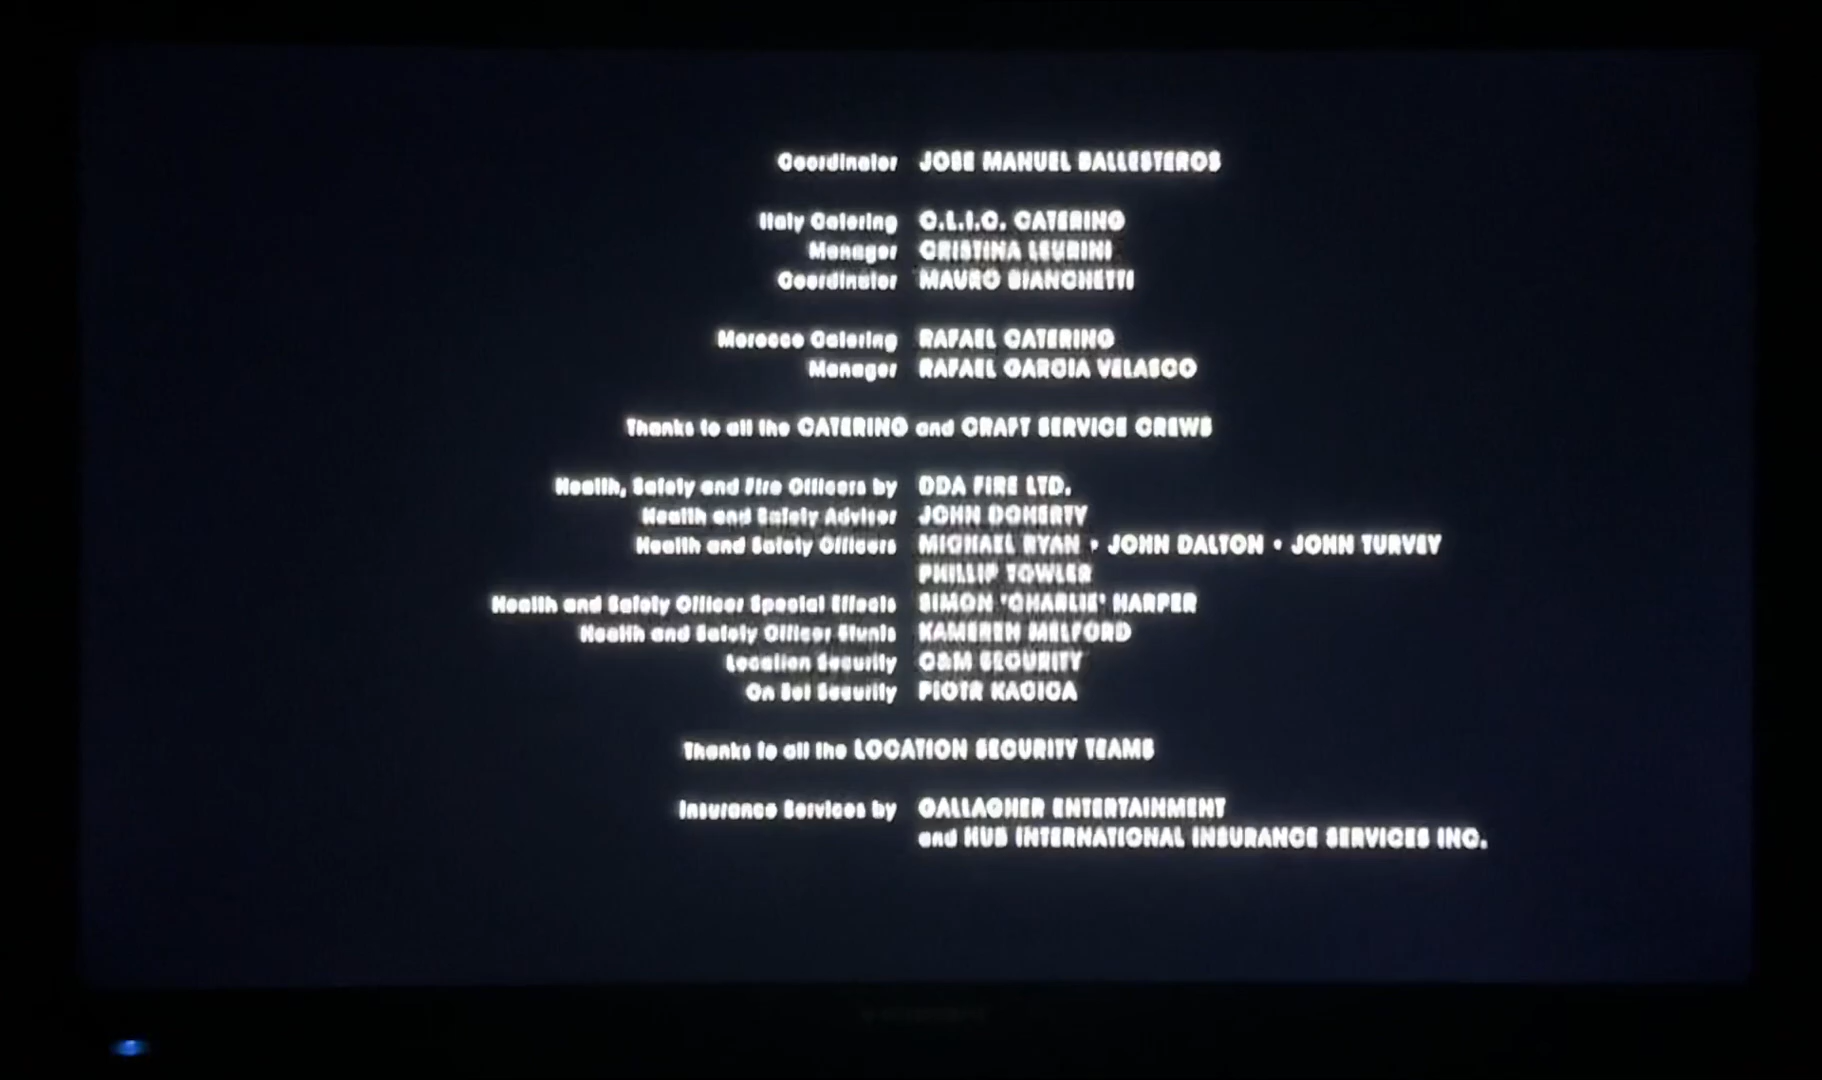 Coordinator JOSE MANUEL BALLESTEROS
Italy Catering C.L.I.C. CATERING
Manager CRISTINA LEURINI
Coordinator MAURO BIANCHETTI
Morocco Catering RAFAEL CATERING
Manager RAFAEL GARCIA VELASCO
Thanks to all the CATERING and CRAFT SERVICE CREWS
Health, Safety and Fire Officers by DDA FIRE LTD.
Health and Safety Advisor JOHN DOHERTY
Health and Safety Officers MICHAEL RYAN • JOHN DALTON • JOHN TURVEY
PHILLIP TOWLER
Health and Safety Officer Special Effects SIMON 'CHARLIE' HARPER
Health and Safety Officer Stunts KAMEREN MELFORD
Location Security C&M SECURITY
On Set Security PIOTR KACICA
Thanks to all the LOCATION SECURITY TEAMS
Insurance Services by GALLAGHER ENTERTAINMENT
and HUB INTERNATIONAL INSURANCE SERVICES INC.